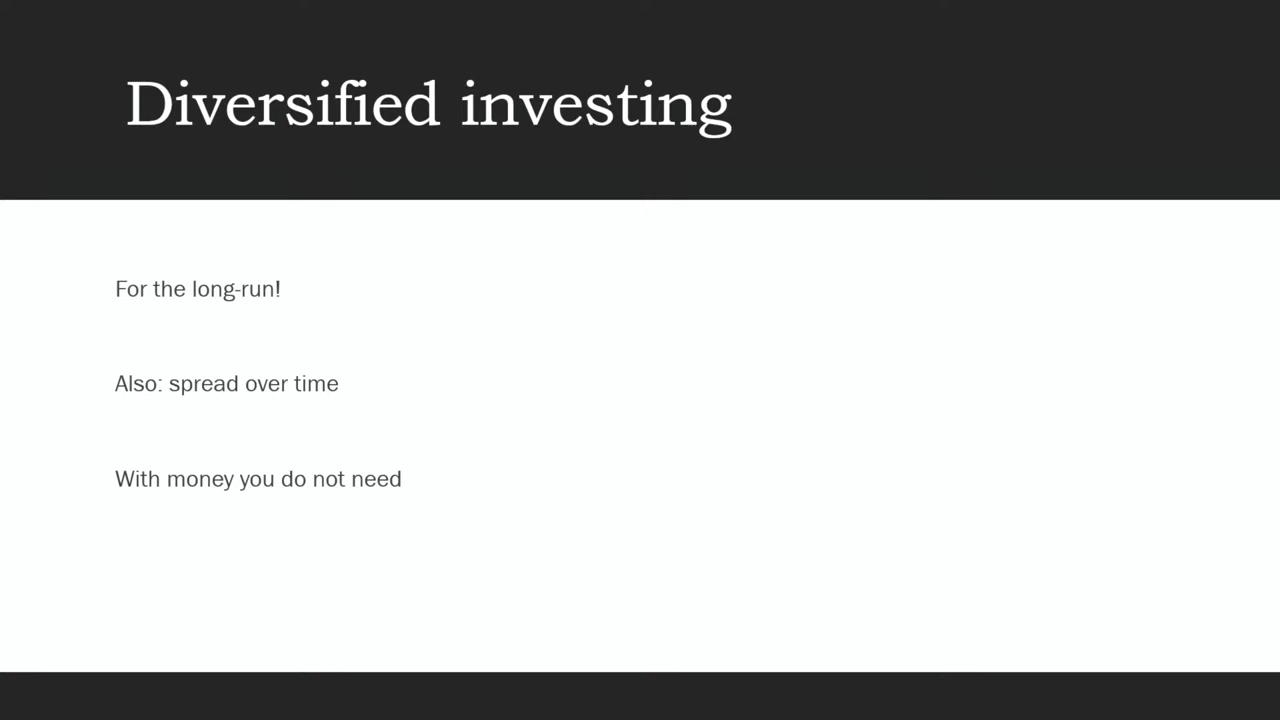 Diversified investing
For the long-run!
Also: spread over time
With money you do not need